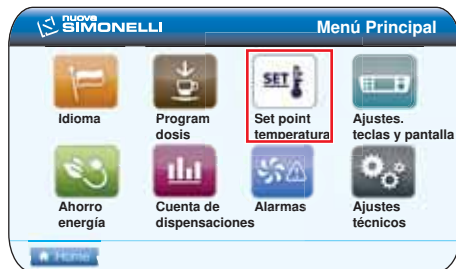 nuova
SIMONELLI
Menú Principal
SET
Idioma
Program
dosis
Set point
temperatura
Ajustes.
teclas y pantalla
Ahorro
energía
Cuenta de
dispensaciones
Alarmas
Ajustes
técnicos
Home